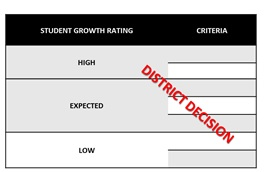 STUDENT GROWTH RATING CRITERIA
HIGH
EXPECTED
LOW
DISTRICT DECISION